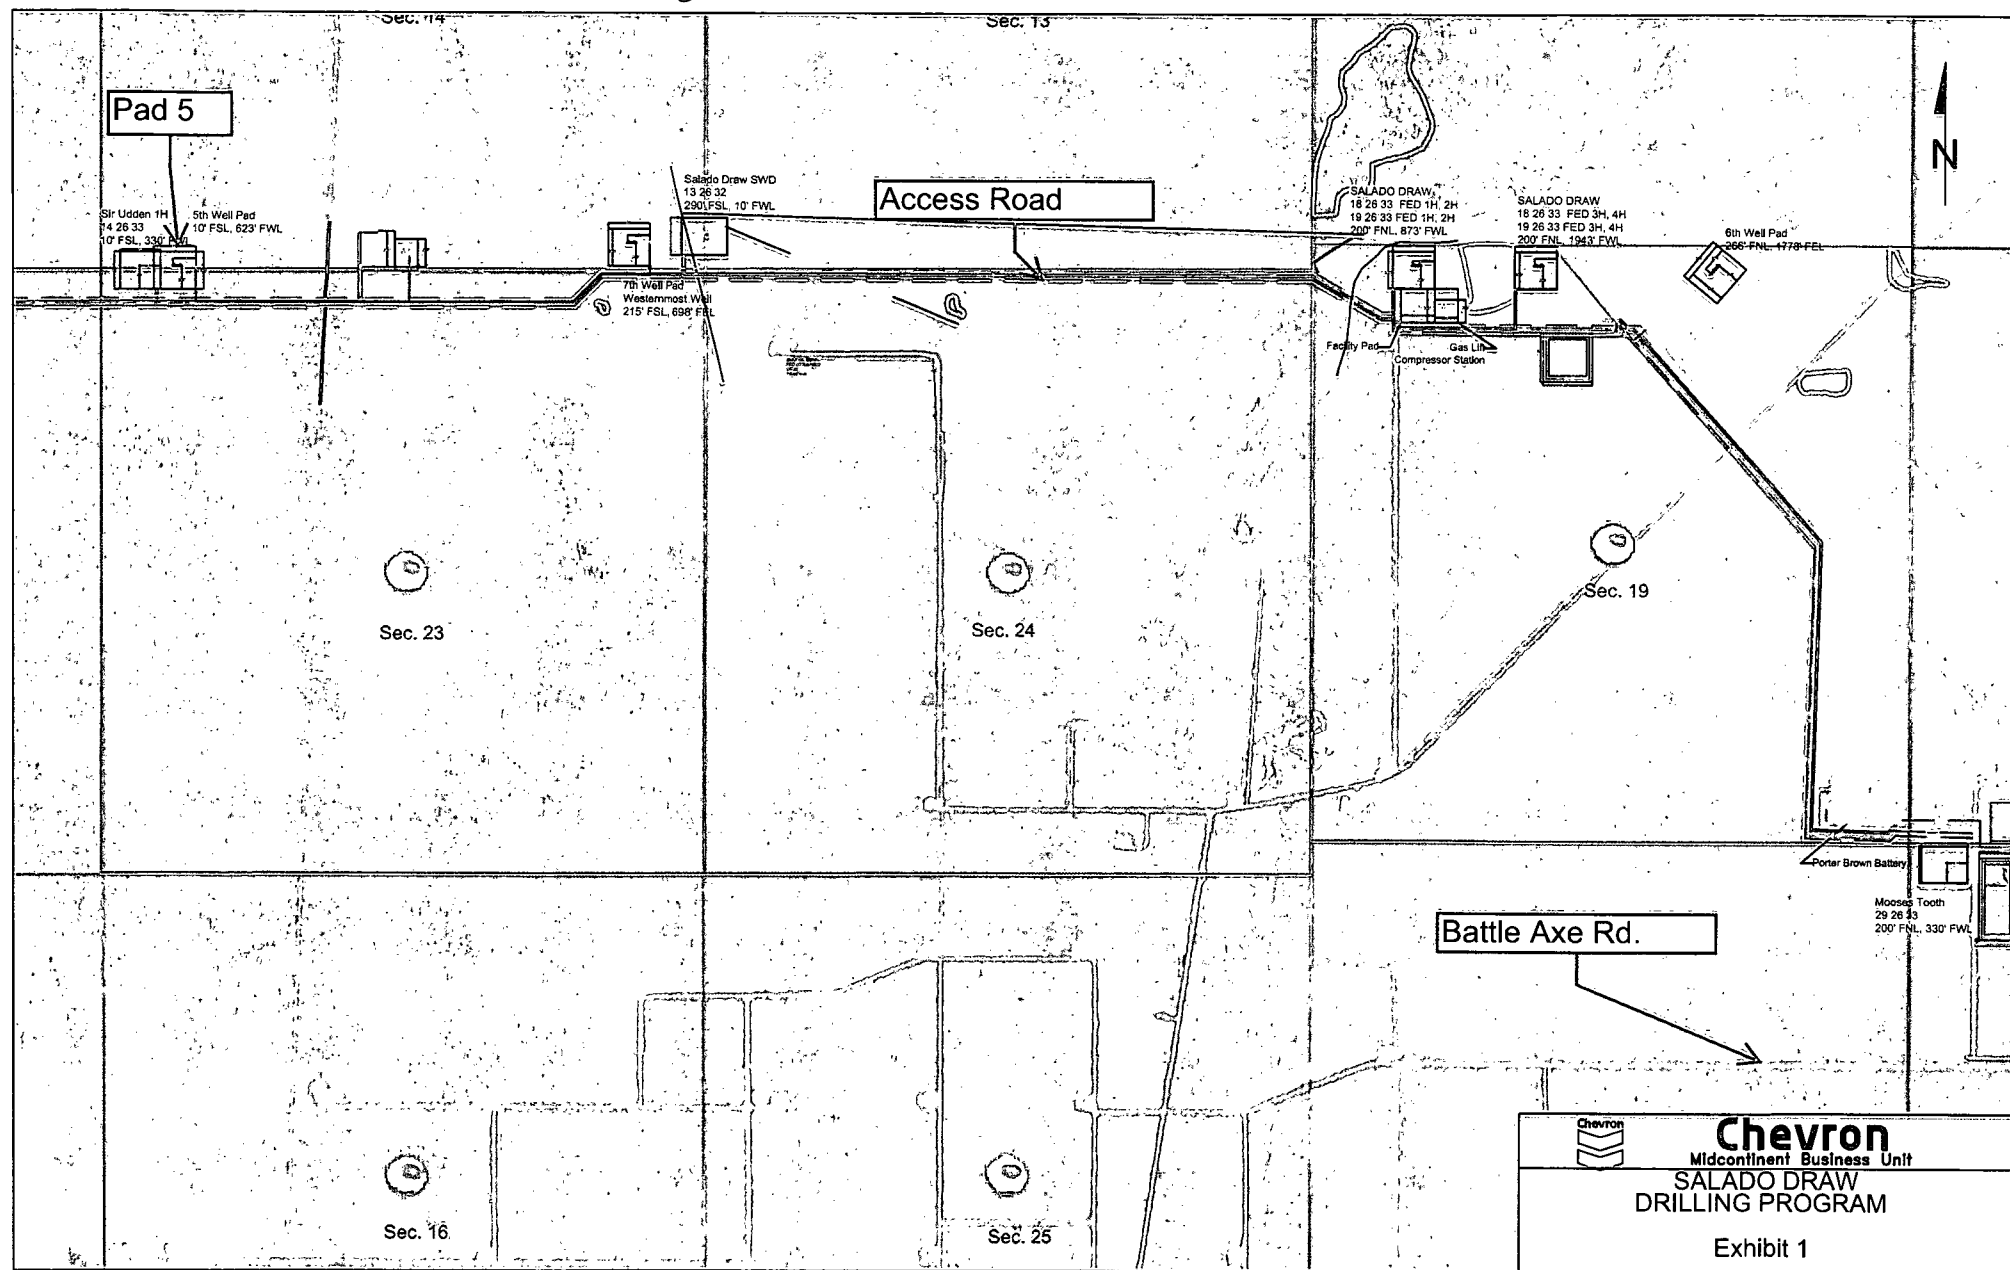 Sec. 14
Sec. 13
Pad 5
N
Salado Draw SWD
13 26 32
290' FSL, 10' FWL
Access Road
SALADO DRAW
18 26 33 FED 1H, 2H
19 26 33 FED 1H, 2H
200' FNL, 873' FWL
SALADO DRAW
18 26 33 FED 3H, 4H
19 26 33 FED 3H, 4H
200' FNL, 1943' FWL
Sir Udden 1H
14 26 33
10' FSL, 330' FWL
5th Well Pad
10' FSL, 623' FWL
6th Well Pad
266' FNL, 1778' FEL
7th Well Pad
Westernmost Well
215' FSL, 698' FEL
Facility Pad
Gas Lift
Compressor Station
Sec. 23
Sec. 24
Sec. 19
Porter Brown Battery
Mooses Tooth
29 26 33
200' FNL, 330' FWL
Battle Axe Rd.
Sec. 16
Sec. 25
Chevron
Chevron
Midcontinent Business Unit
SALADO DRAW
DRILLING PROGRAM
Exhibit 1